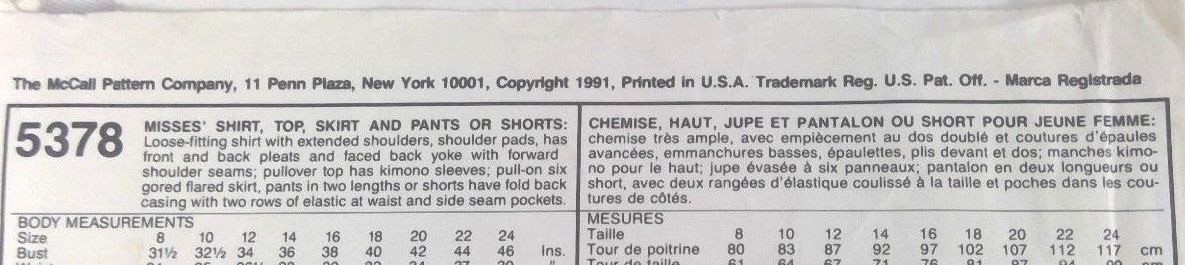 The McCall Pattern Company, 11 Penn Plaza, New York 10001, Copyright 1991, Printed in U.S.A. Trademark Reg. U.S. Pat. Off. - Marca Registrada
5378
MISSES' SHIRT, TOP, SKIRT AND PANTS OR SHORTS:
Loose-fitting shirt with extended shoulders, shoulder pads, has
front and back pleats and faced back yoke with forward
shoulder seams; pullover top has kimono sleeves; pull-on six
gored flared skirt, pants in two lengths or shorts have fold back
casing with two rows of elastic at waist and side seam pockets.
BODY MEASUREMENTS
Size 8 10 12 14 16 18 20 22 24
Bust 31½ 32½ 34 36 38 40 42 44 46 Ins.
CHEMISE, HAUT, JUPE ET PANTALON OU SHORT POUR JEUNE FEMME:
chemise très ample, avec empiècement au dos doublé et coutures d'épaules
avancées, emmanchures basses, épaulettes, plis devant et dos; manches kimo-
no pour le haut; jupe évasée à six panneaux; pantalon en deux longueurs ou
short, avec deux rangées d'élastique coulissé à la taille et poches dans les cou-
tures de côtés.
MESURES
Taille 8 10 12 14 16 18 20 22 24
Tour de poitrine 80 83 87 92 97 102 107 112 117 cm
Tour de taille 61 64 67 71 76 81 87